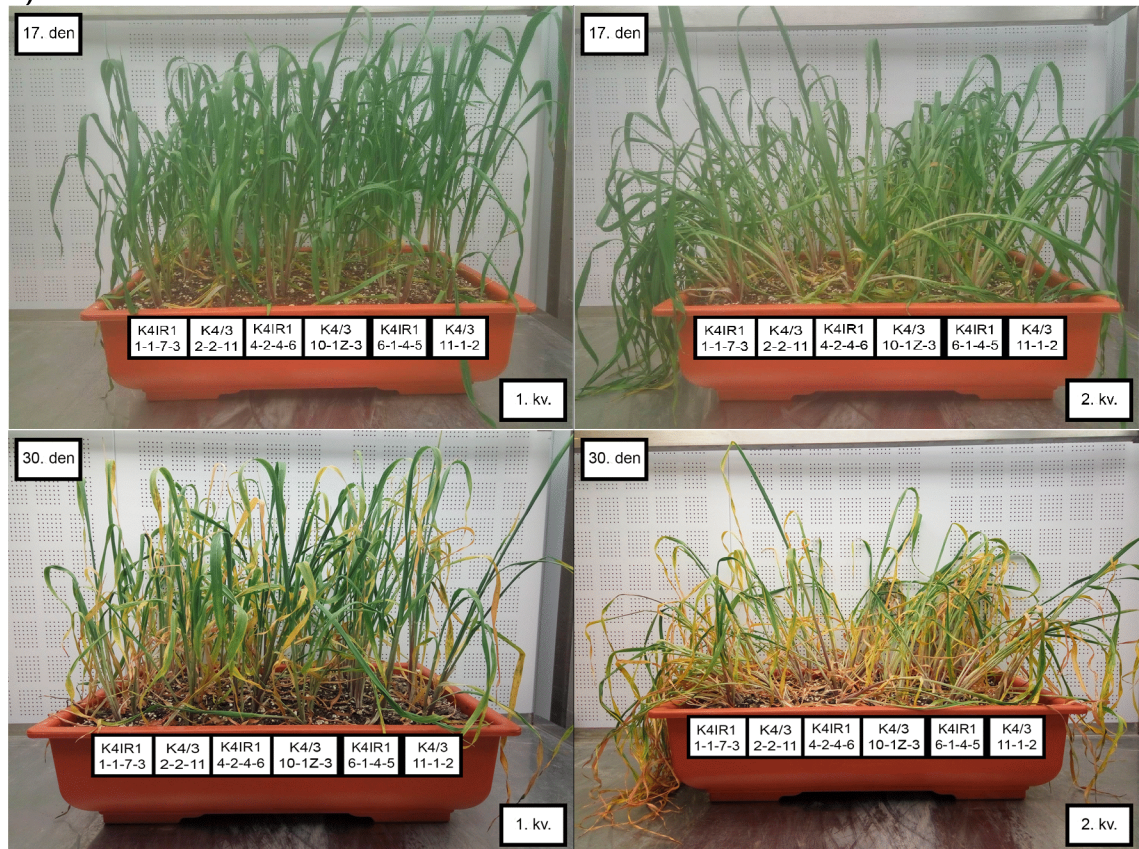 17. den
K4IR1 K4/3 K4IR1 K4/3 K4IR1 K4/3
1-1-7-3 2-2-11 4-2-4-6 10-1Z-3 6-1-4-5 11-1-2
1. kv.
17. den
K4IR1 K4/3 K4IR1 K4/3 K4IR1 K4/3
1-1-7-3 2-2-11 4-2-4-6 10-1Z-3 6-1-4-5 11-1-2
2. kv.
30. den
K4IR1 K4/3 K4IR1 K4/3 K4IR1 K4/3
1-1-7-3 2-2-11 4-2-4-6 10-1Z-3 6-1-4-5 11-1-2
1. kv.
30. den
K4IR1 K4/3 K4IR1 K4/3 K4IR1 K4/3
1-1-7-3 2-2-11 4-2-4-6 10-1Z-3 6-1-4-5 11-1-2
2. kv.